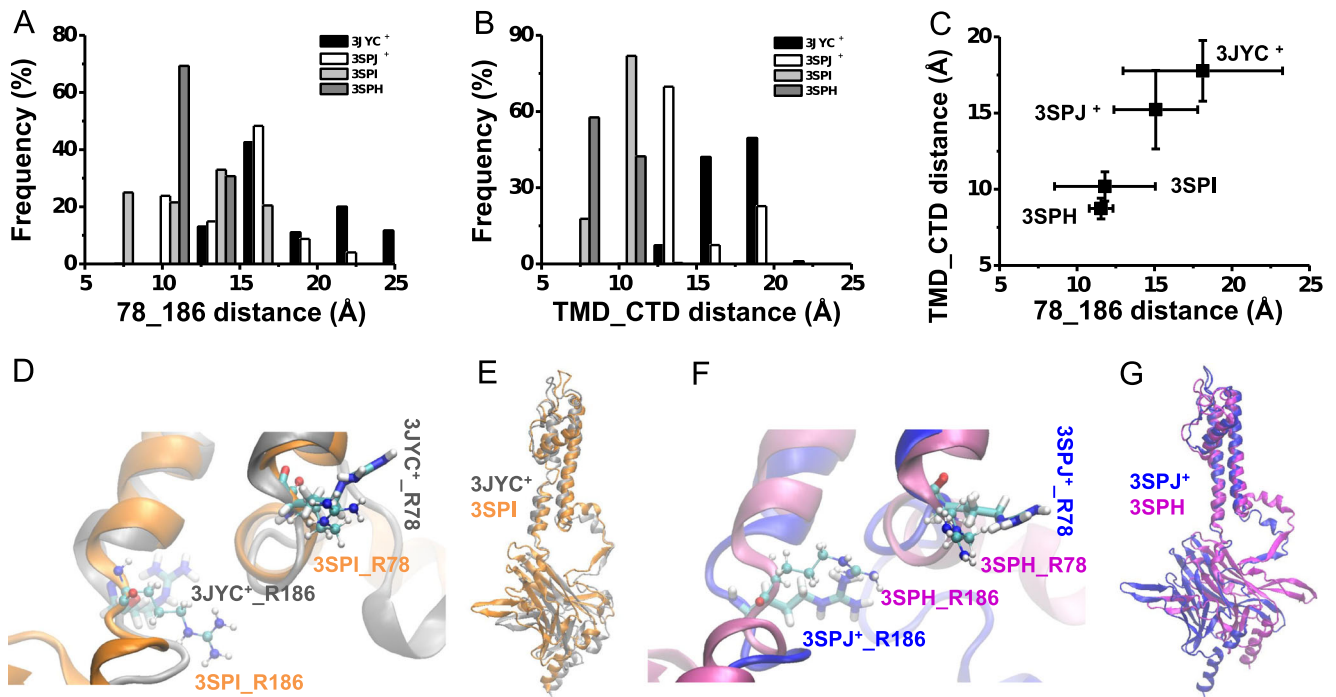 A
Frequency (%)
80
60
40
20
0
5
10
15
20
25
78_186 distance (Å)
3JYC +
3SPJ +
3SPI
3SPH
B
Frequency (%)
90
60
30
0
5
10
15
20
25
TMD_CTD distance (Å)
3JYC +
3SPJ +
3SPI
3SPH
C
TMD_CTD distance (Å)
20
15
10
5
10
15
20
25
78_186 distance (Å)
3JYC +
3SPJ +
3SPI
3SPH
D
3JYC+_R78
3SPI_R78
3JYC+_R186
3SPI_R186
E
3JYC+
3SPI
F
3SPJ+_R78
3SPH_R78
3SPH_R186
3SPJ+_R186
G
3SPJ+
3SPH